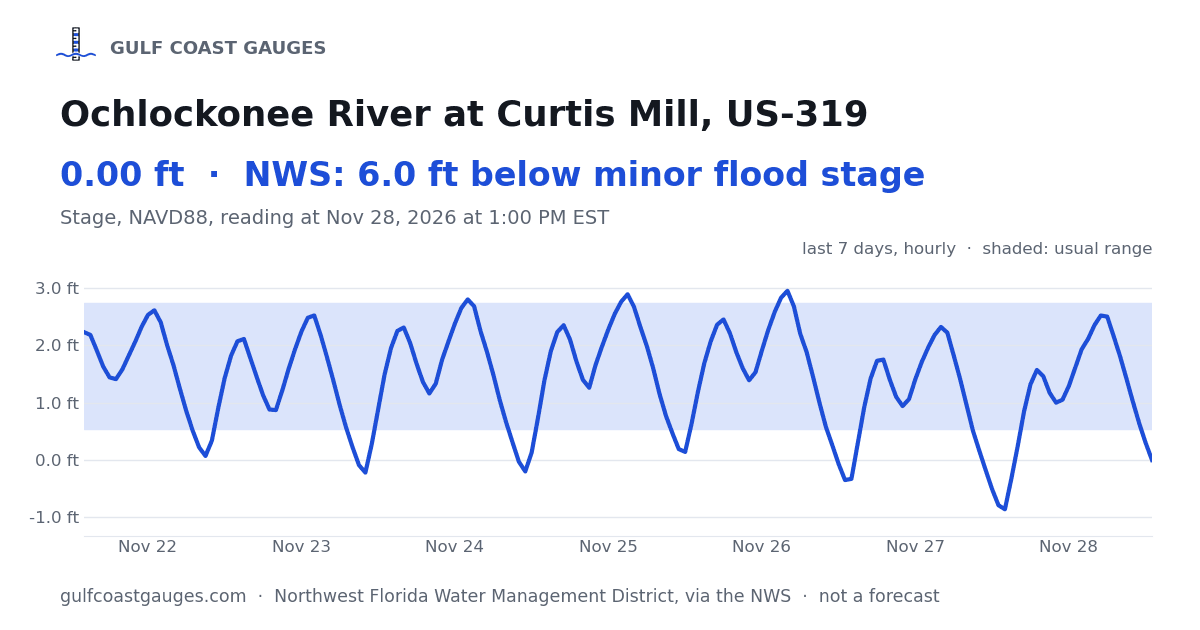 GULF COAST GAUGES
Ochlockonee River at Curtis Mill, US-319
0.00 ft · NWS: 6.0 ft below minor flood stage
Stage, NAVD88, reading at Nov 28, 2026 at 1:00 PM EST
last 7 days, hourly · shaded: usual range
3.0 ft
2.0 ft
1.0 ft
0.0 ft
-1.0 ft
Nov 22 Nov 23 Nov 24 Nov 25 Nov 26 Nov 27 Nov 28
gulfcoastgauges.com · Northwest Florida Water Management District, via the NWS · not a forecast